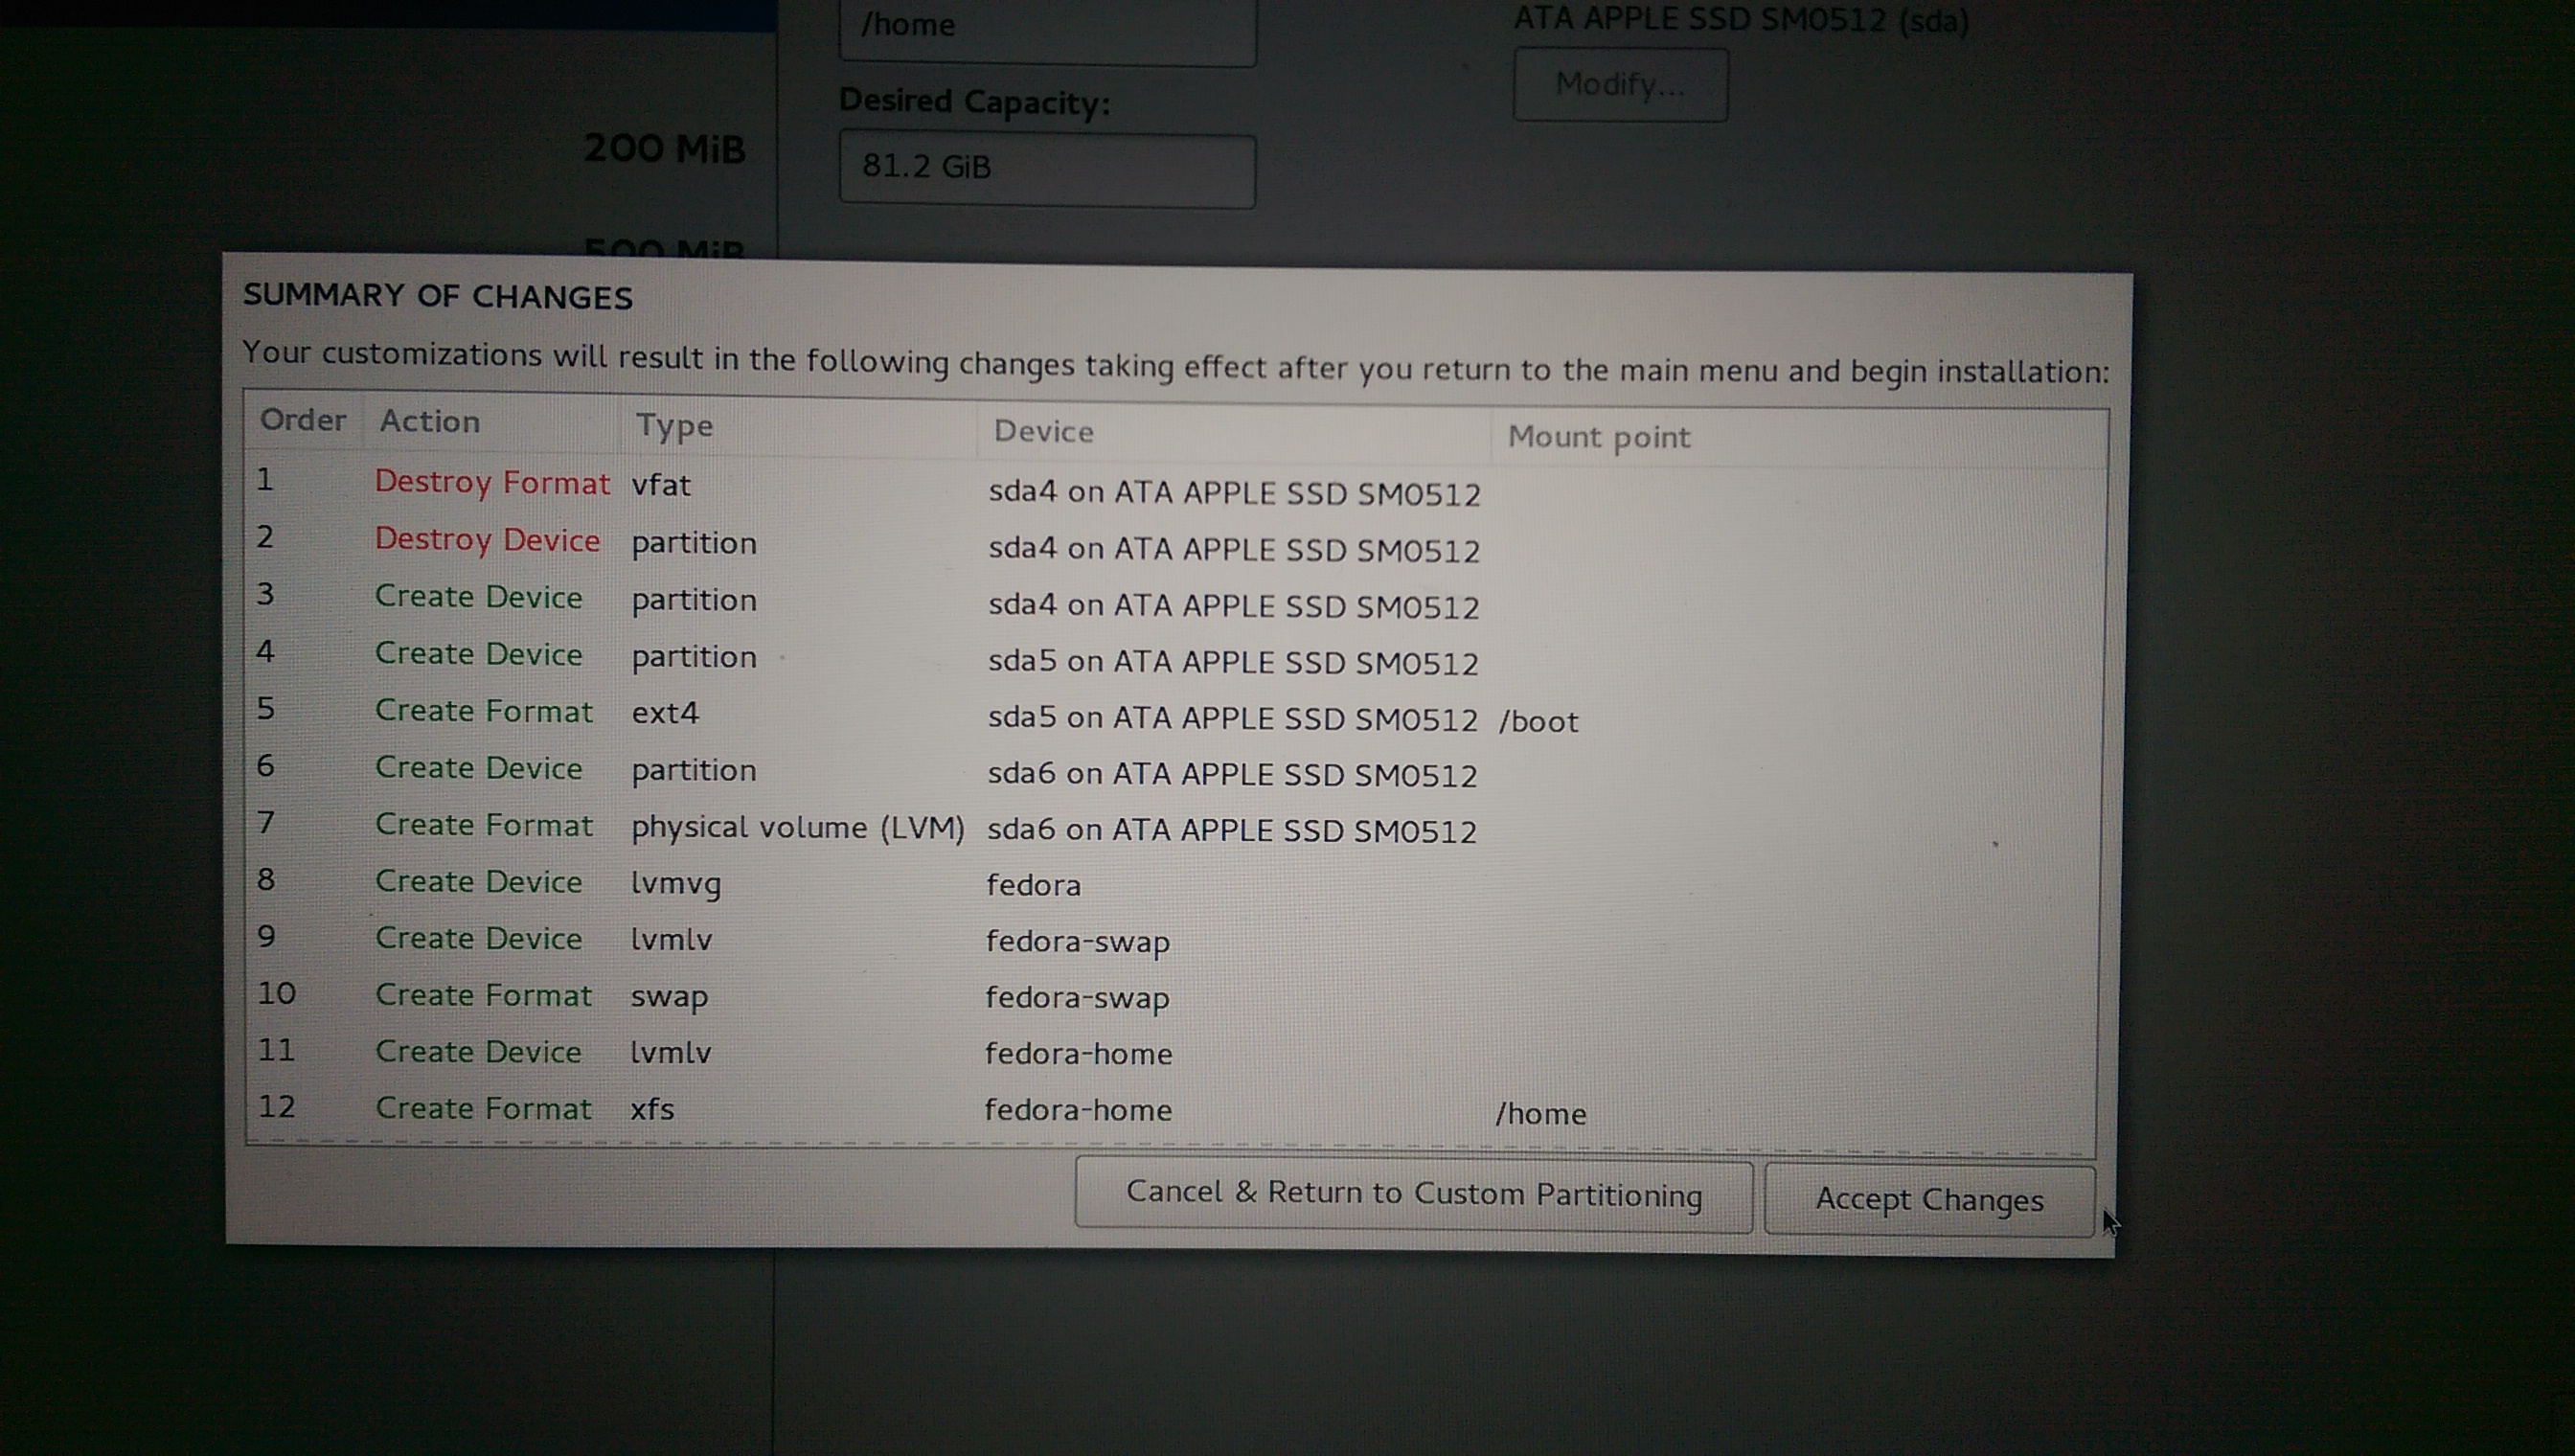 /home
ATA APPLE SSD SM0512 (sda)
Modify...
Desired Capacity:
200 MiB
81.2 GiB
500 MiB
SUMMARY OF CHANGES
Your customizations will result in the following changes taking effect after you return to the main menu and begin installation:
Order Action Type Device Mount point
1 Destroy Format vfat sda4 on ATA APPLE SSD SM0512
2 Destroy Device partition sda4 on ATA APPLE SSD SM0512
3 Create Device partition sda4 on ATA APPLE SSD SM0512
4 Create Device partition sda5 on ATA APPLE SSD SM0512
5 Create Format ext4 sda5 on ATA APPLE SSD SM0512 /boot
6 Create Device partition sda6 on ATA APPLE SSD SM0512
7 Create Format physical volume (LVM) sda6 on ATA APPLE SSD SM0512
8 Create Device lvmvg fedora
9 Create Device lvmlv fedora-swap
10 Create Format swap fedora-swap
11 Create Device lvmlv fedora-home
12 Create Format xfs fedora-home /home
Cancel & Return to Custom Partitioning Accept Changes